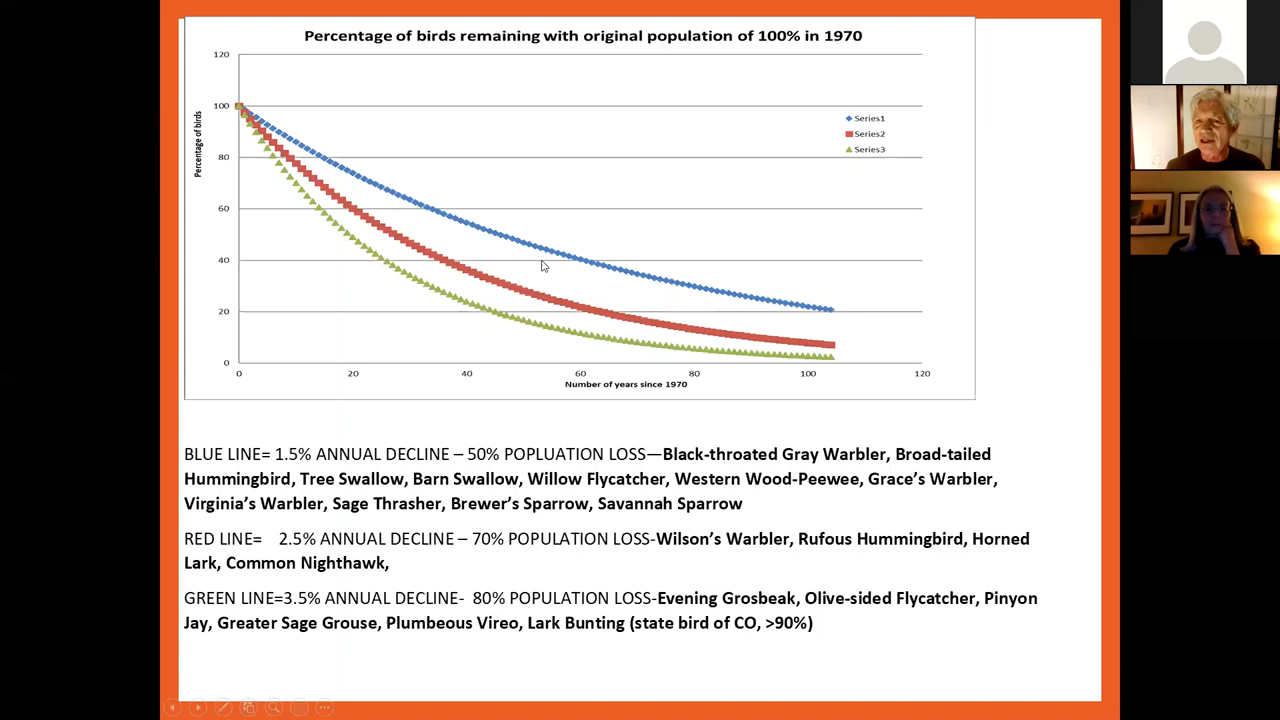 Percentage of birds remaining with original population of 100% in 1970
120
100
80
60
40
20
0
Percentage of birds
Series1
Series2
Series3
0 20 40 60 80 100 120
Number of years since 1970
BLUE LINE= 1.5% ANNUAL DECLINE – 50% POPLUATION LOSS—Black-throated Gray Warbler, Broad-tailed
Hummingbird, Tree Swallow, Barn Swallow, Willow Flycatcher, Western Wood-Peewee, Grace's Warbler,
Virginia's Warbler, Sage Thrasher, Brewer's Sparrow, Savannah Sparrow
RED LINE= 2.5% ANNUAL DECLINE – 70% POPULATION LOSS-Wilson's Warbler, Rufous Hummingbird, Horned
Lark, Common Nighthawk,
GREEN LINE=3.5% ANNUAL DECLINE- 80% POPULATION LOSS-Evening Grosbeak, Olive-sided Flycatcher, Pinyon
Jay, Greater Sage Grouse, Plumbeous Vireo, Lark Bunting (state bird of CO, >90%)